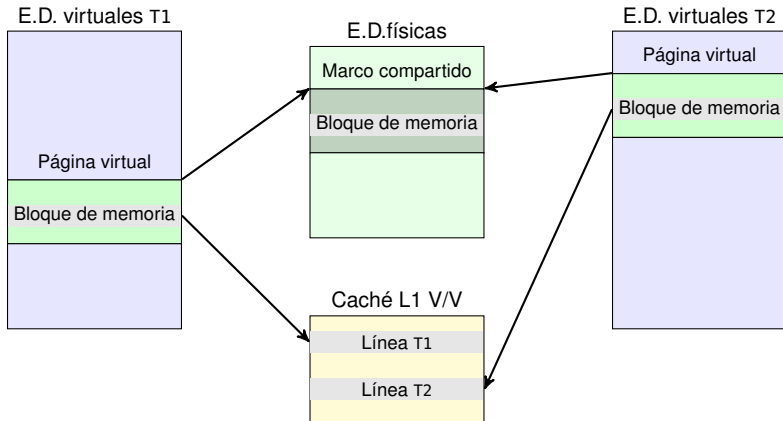 E.D. virtuales T1
E.D.físicas
E.D. virtuales T2
Marco compartido
Página virtual
Bloque de memoria
Bloque de memoria
Página virtual
Bloque de memoria
Caché L1 V/V
Línea T1
Línea T2